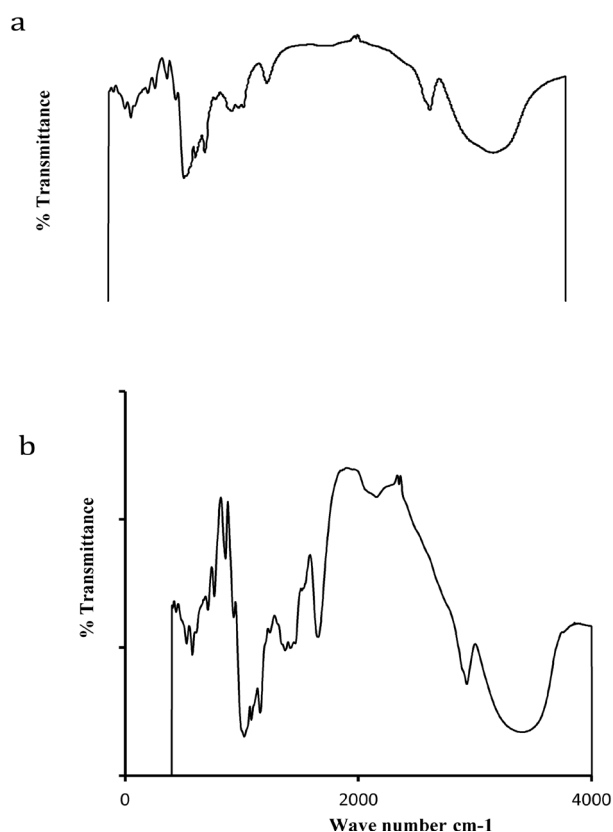 a
% Transmittance
b
% Transmittance
0 2000 4000
Wave number cm-1